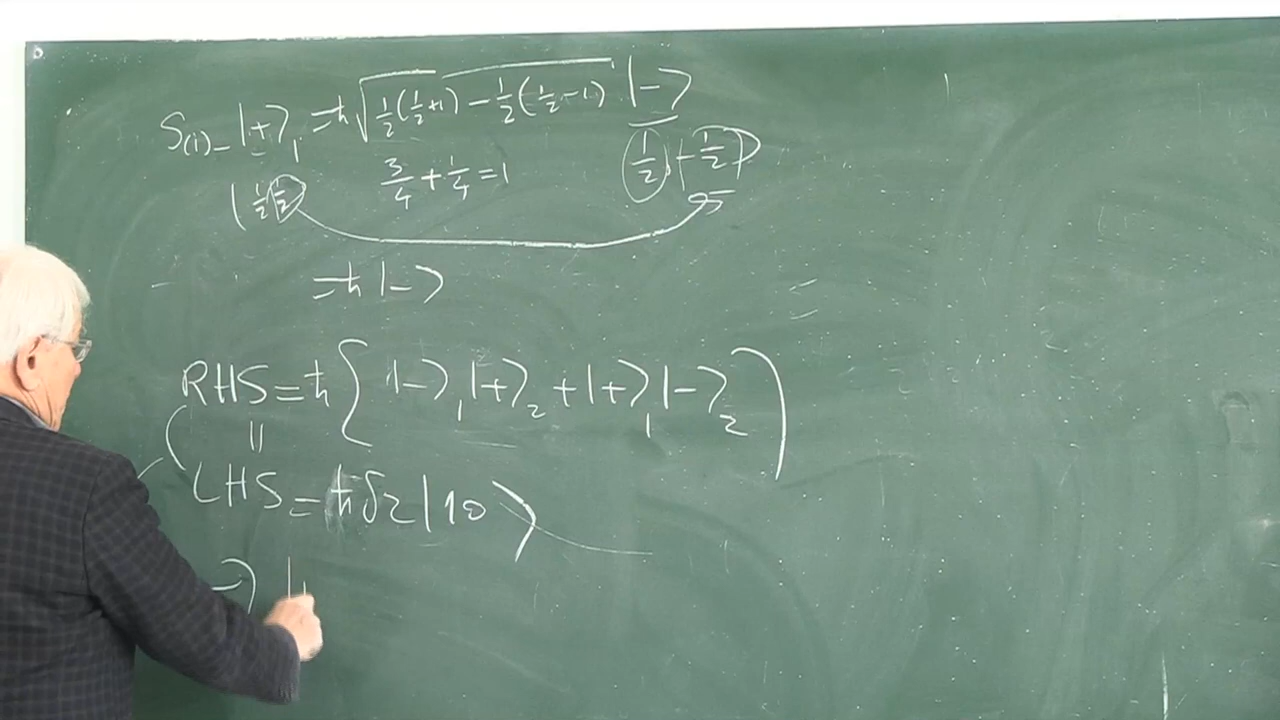 S₍₁₎₋ |+⟩₁ = ħ √(½(½+1) − ½(½−1)) |−⟩
|½ ½⟩ ¾ + ¼ = 1 |½, −½⟩
= ħ |−⟩
RHS = ħ { |−⟩₁ |+⟩₂ + |+⟩₁ |−⟩₂ }
||
LHS = ħ √2 |10⟩
⇒ |1